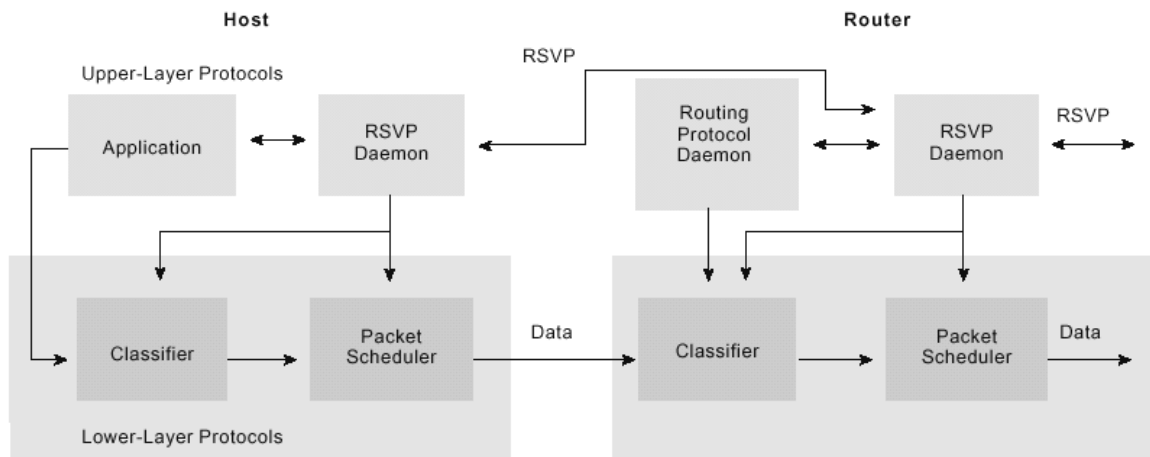 Host
Router
RSVP
Upper-Layer Protocols
Application
RSVP
Daemon
Routing
Protocol
Daemon
RSVP
Daemon
RSVP
Classifier
Packet
Scheduler
Data
Classifier
Packet
Scheduler
Data
Lower-Layer Protocols